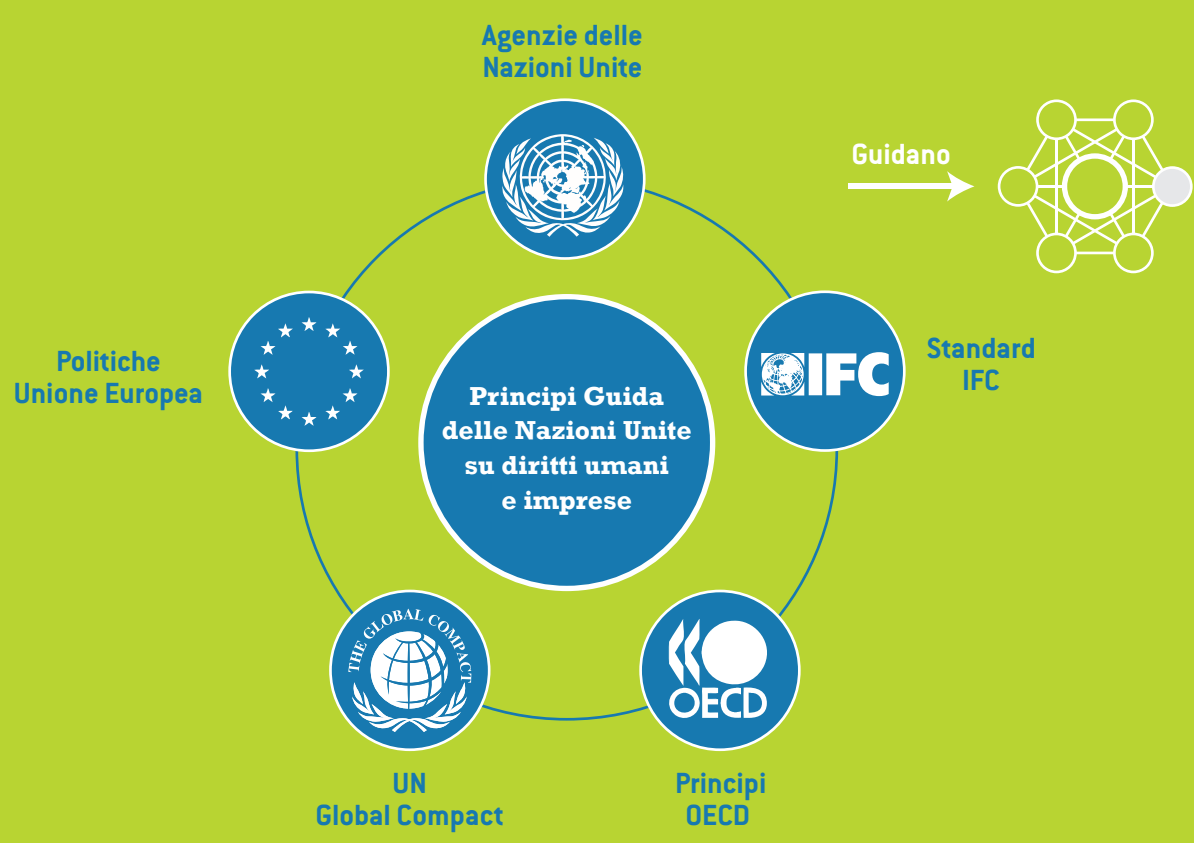 Agenzie delle
Nazioni Unite
Guidano
Politiche
Unione Europea
IFC
Standard
IFC
Principi Guida
delle Nazioni Unite
su diritti umani
e imprese
THE GLOBAL COMPACT
OECD
UN
Global Compact
Principi
OECD